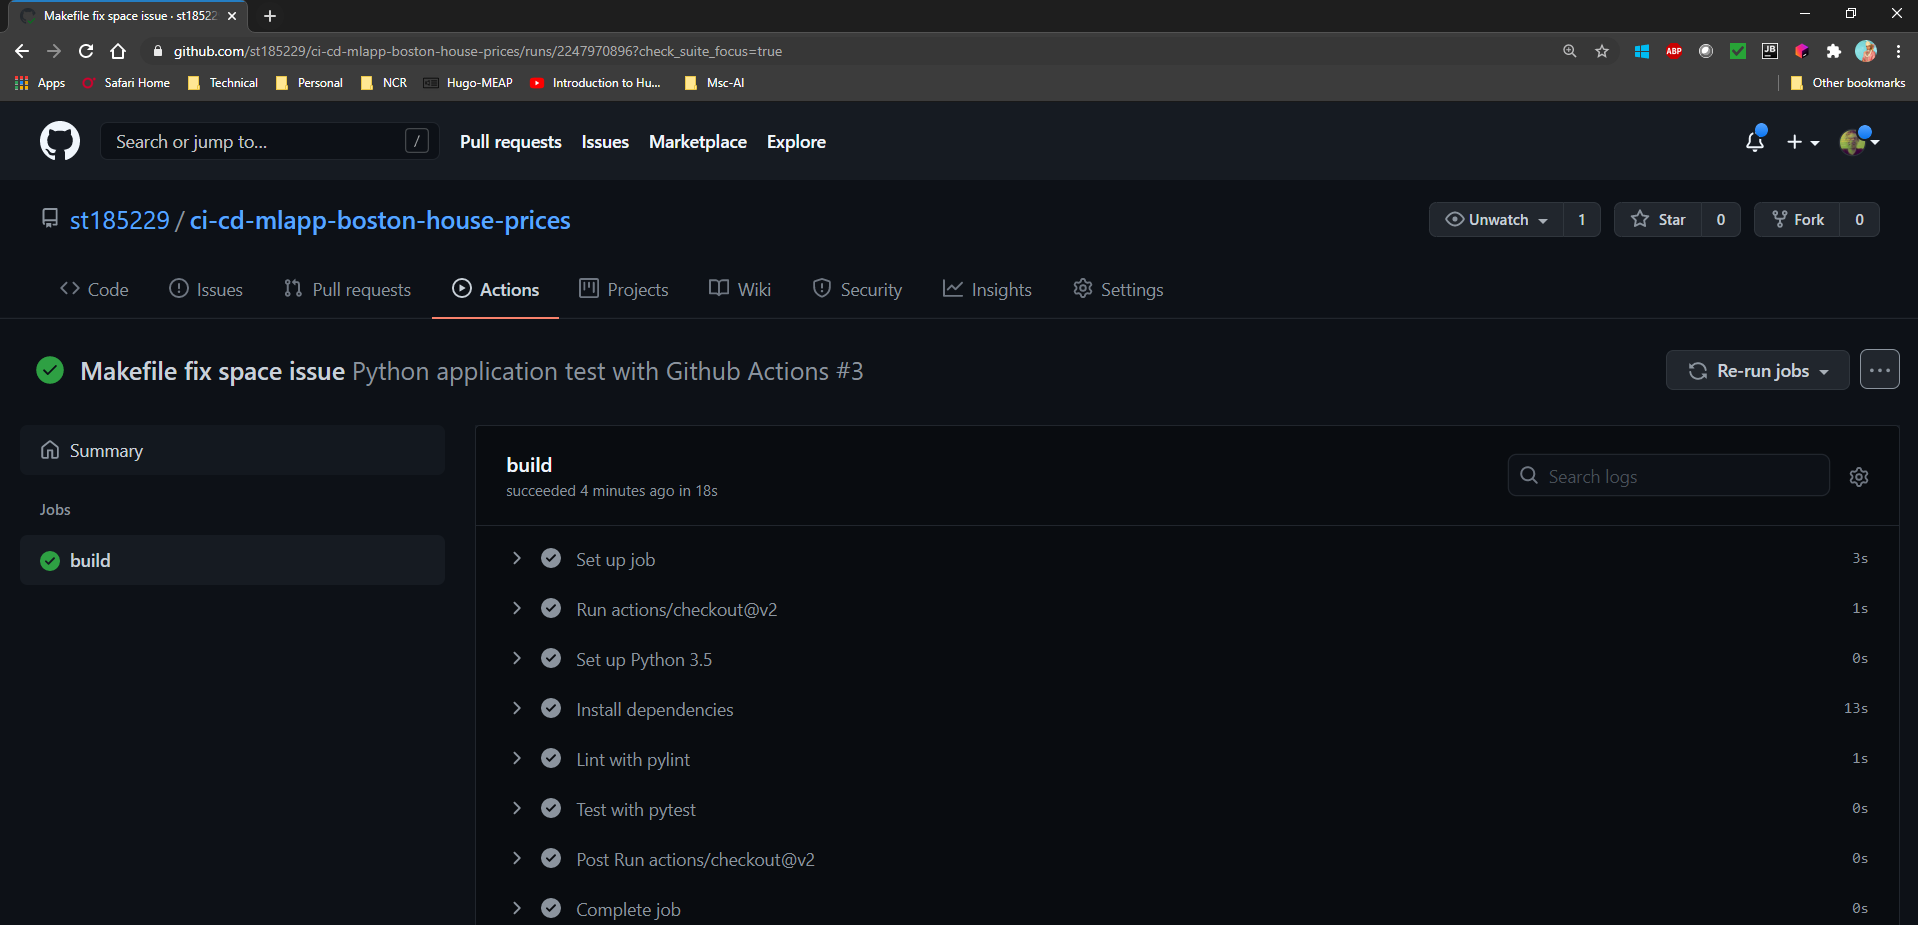 Makefile fix space issue · st18522
github.com/st185229/ci-cd-mlapp-boston-house-prices/runs/2247970896?check_suite_focus=true
ABP
JB
Apps Safari Home Technical Personal NCR Hugo-MEAP Introduction to Hu... Msc-AI Other bookmarks
Search or jump to... / Pull requests Issues Marketplace Explore
st185229 / ci-cd-mlapp-boston-house-prices Unwatch 1 Star 0 Fork 0
Code Issues Pull requests Actions Projects Wiki Security Insights Settings
Makefile fix space issue Python application test with Github Actions #3 Re-run jobs ...
Summary
Jobs
build
build
succeeded 4 minutes ago in 18s
Search logs
Set up job 3s
Run actions/checkout@v2 1s
Set up Python 3.5 0s
Install dependencies 13s
Lint with pylint 1s
Test with pytest 0s
Post Run actions/checkout@v2 0s
Complete job 0s